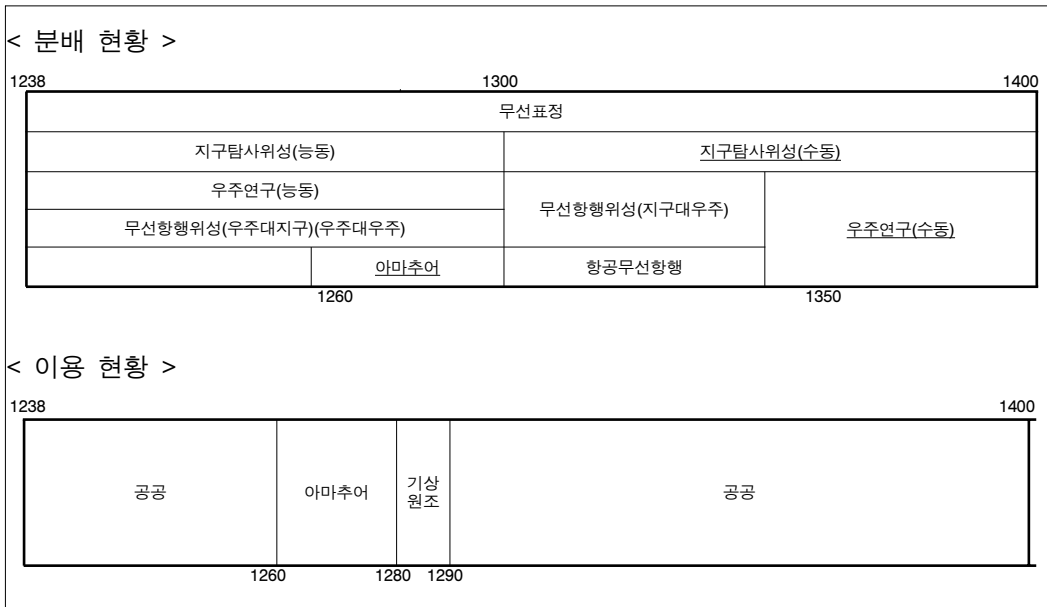 < 분배 현황 >
1238 1300 1400
무선표정
지구탐사위성(능동) 지구탐사위성(수동)
우주연구(능동)
무선항행위성(지구대우주)
무선항행위성(우주대지구)(우주대우주) 우주연구(수동)
아마추어 항공무선항행
1260 1350
< 이용 현황 >
1238 1400
공공 아마추어 기상 공공
원조
1260 1280 1290